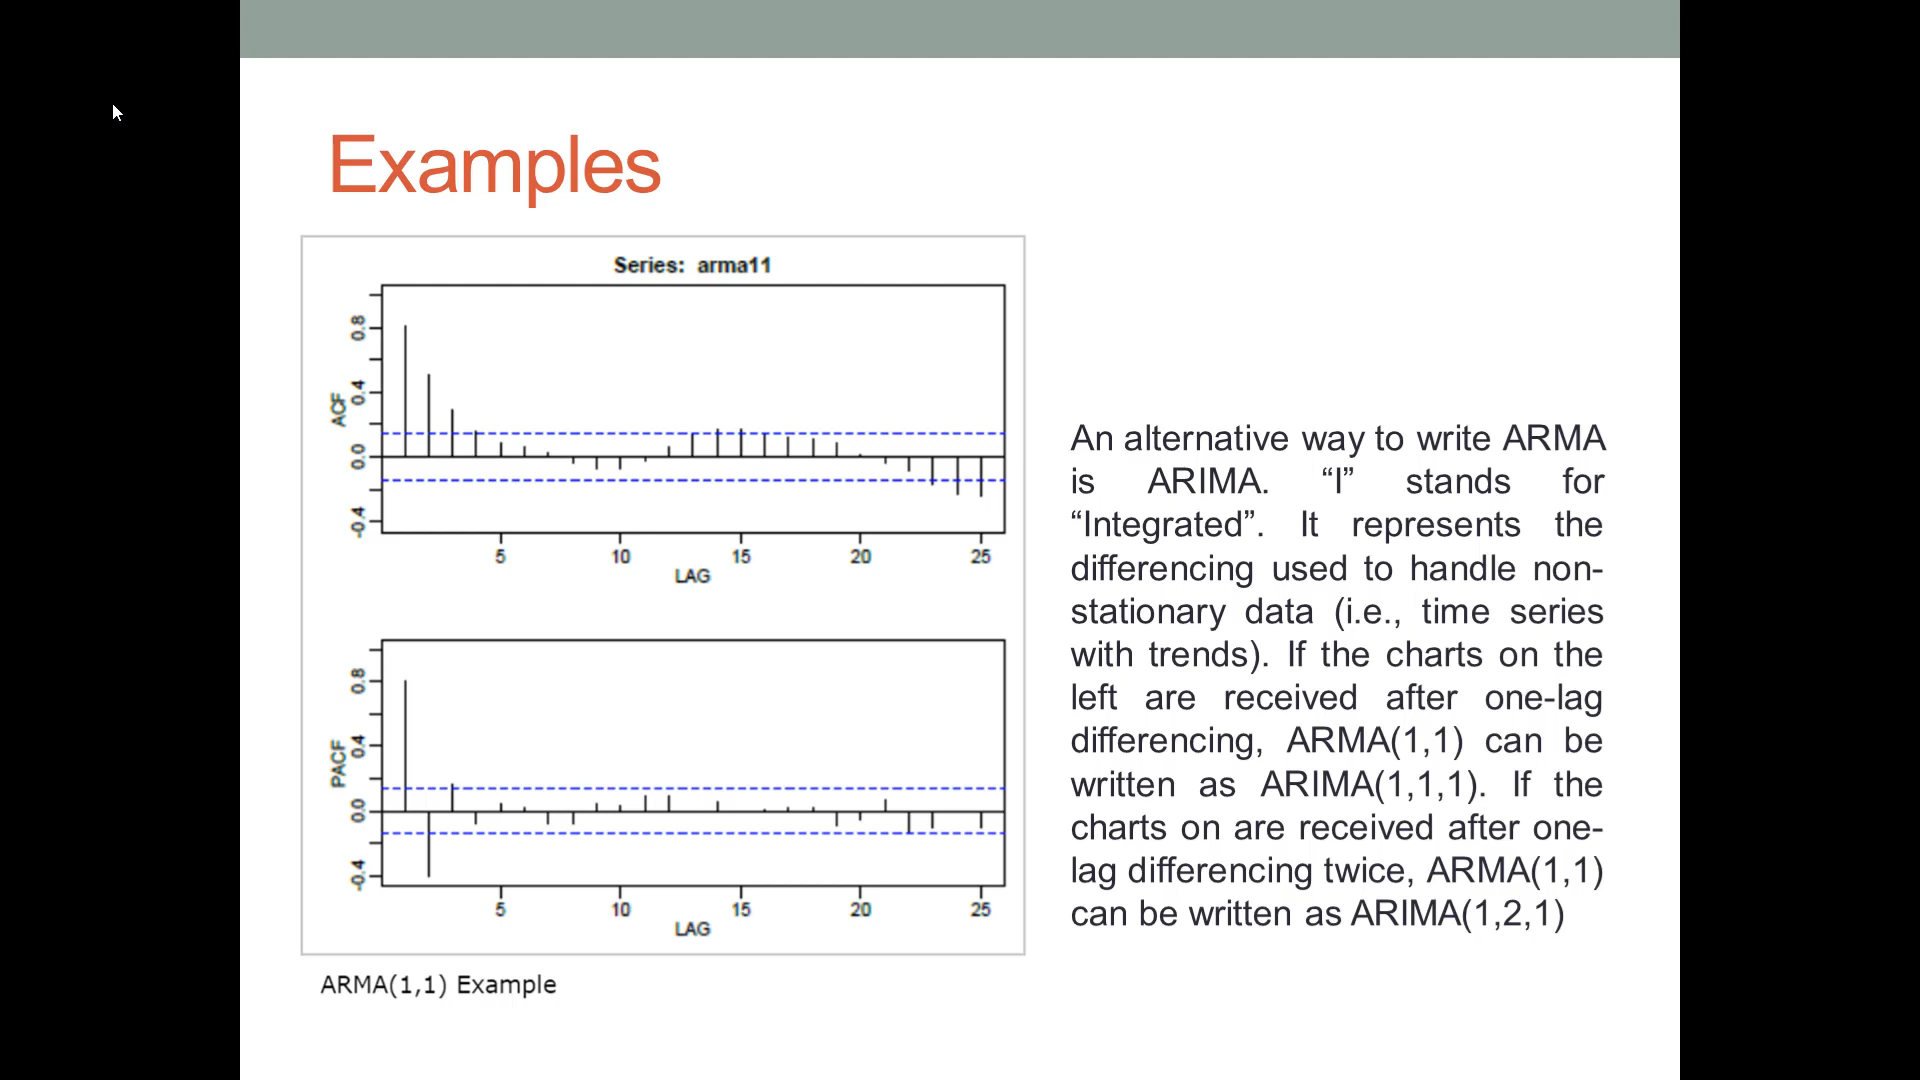 Examples
Series: arma11
ACF
0.8
0.4
0.0
-0.4
5 10 15 20 25
LAG
PACF
0.8
0.4
0.0
-0.4
5 10 15 20 25
LAG
ARMA(1,1) Example
An alternative way to write ARMA
is ARIMA. “I” stands for
“Integrated”. It represents the
differencing used to handle non-
stationary data (i.e., time series
with trends). If the charts on the
left are received after one-lag
differencing, ARMA(1,1) can be
written as ARIMA(1,1,1). If the
charts on are received after one-
lag differencing twice, ARMA(1,1)
can be written as ARIMA(1,2,1)